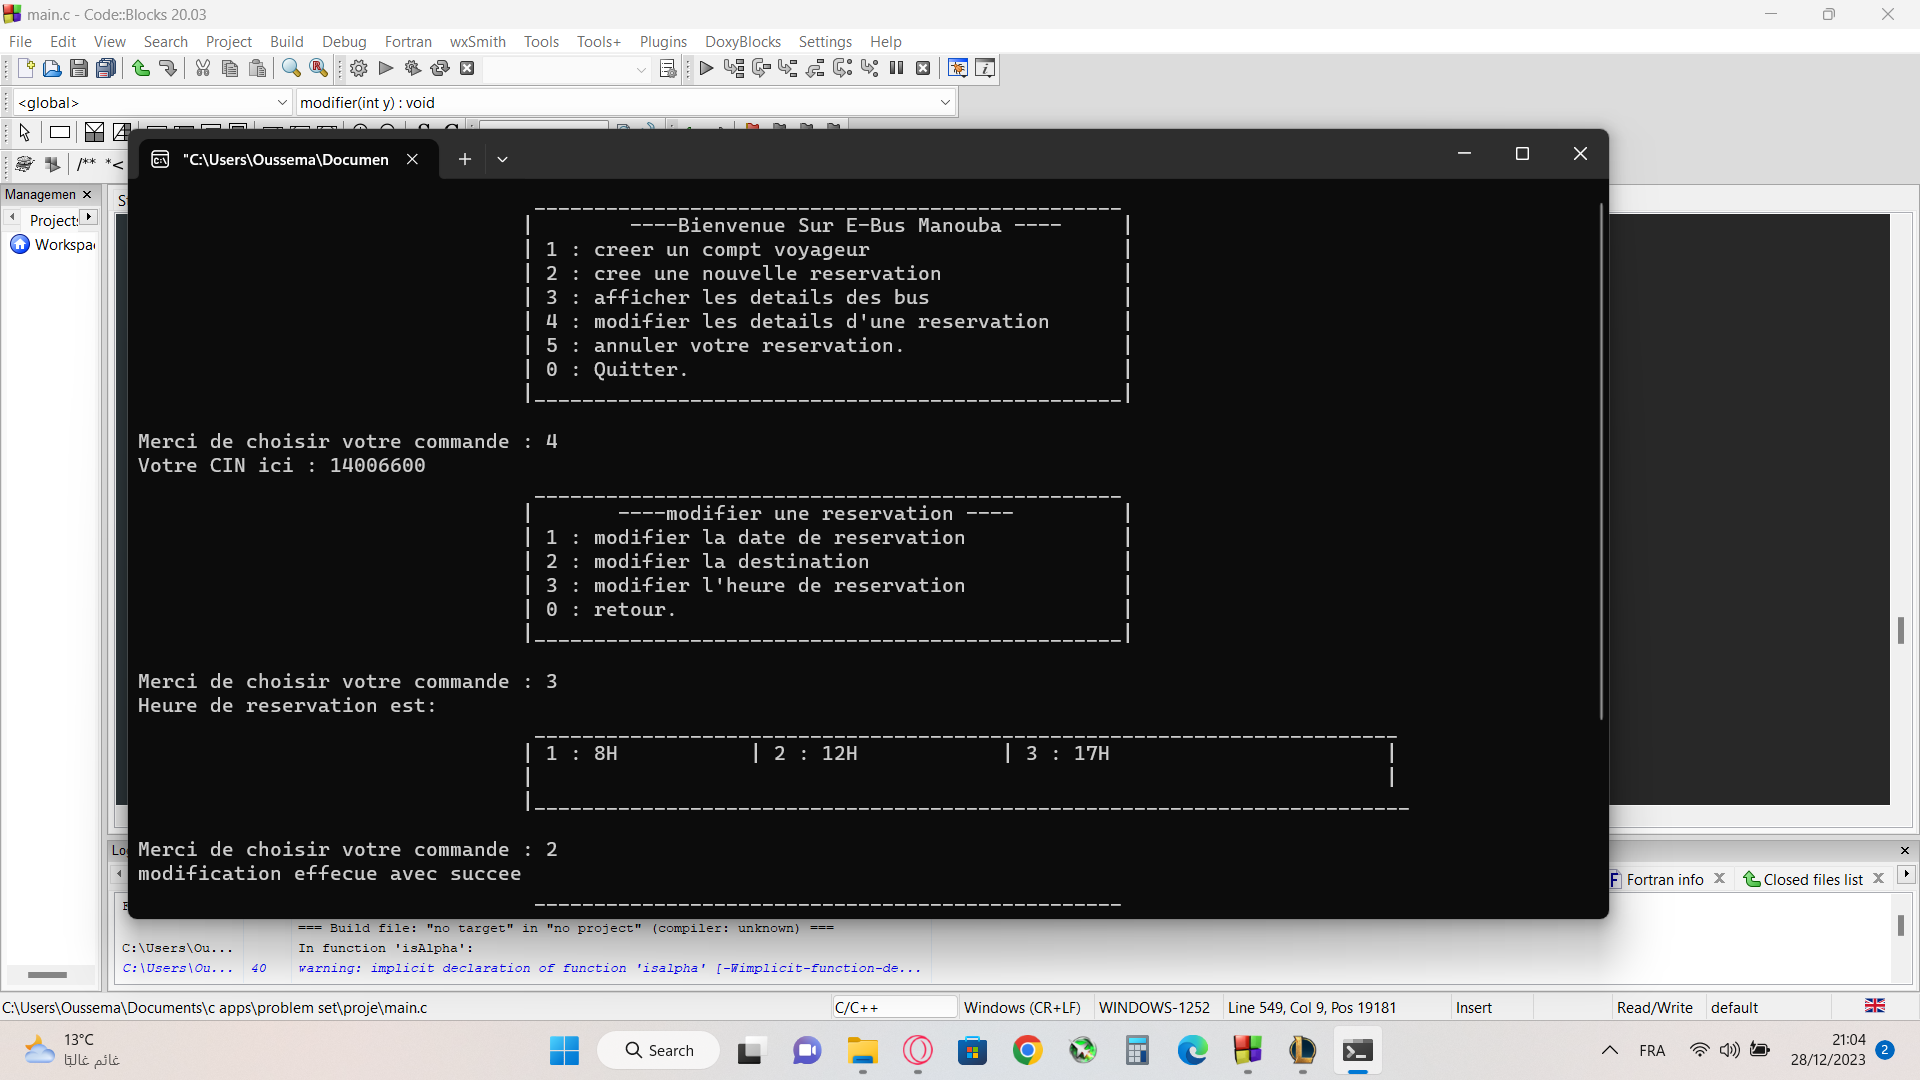 main.c - Code::Blocks 20.03
File Edit View Search Project Build Debug Fortran wxSmith Tools Tools+ Plugins DoxyBlocks Settings Help
<global> modifier(int y) : void
/** *<
"C:\Users\Oussema\Documen
Managemen
Projects
Workspa
----Bienvenue Sur E-Bus Manouba ----
1 : creer un compt voyageur
2 : cree une nouvelle reservation
3 : afficher les details des bus
4 : modifier les details d'une reservation
5 : annuler votre reservation.
0 : Quitter.
Merci de choisir votre commande : 4
Votre CIN ici : 14006600
----modifier une reservation ----
1 : modifier la date de reservation
2 : modifier la destination
3 : modifier l'heure de reservation
0 : retour.
Merci de choisir votre commande : 3
Heure de reservation est:
| 1 : 8H | 2 : 12H | 3 : 17H |
Merci de choisir votre commande : 2
modification effecue avec succee
Fortran info Closed files list
=== Build file: "no target" in "no project" (compiler: unknown) ===
C:\Users\Ou... In function 'isAlpha':
C:\Users\Ou... 40 warning: implicit declaration of function 'isalpha' [-Wimplicit-function-de...
C:\Users\Oussema\Documents\c apps\problem set\proje\main.c C/C++ Windows (CR+LF) WINDOWS-1252 Line 549, Col 9, Pos 19181 Insert Read/Write default
13°C
غائم غالبًا
Search
FRA
21:04
28/12/2023
2